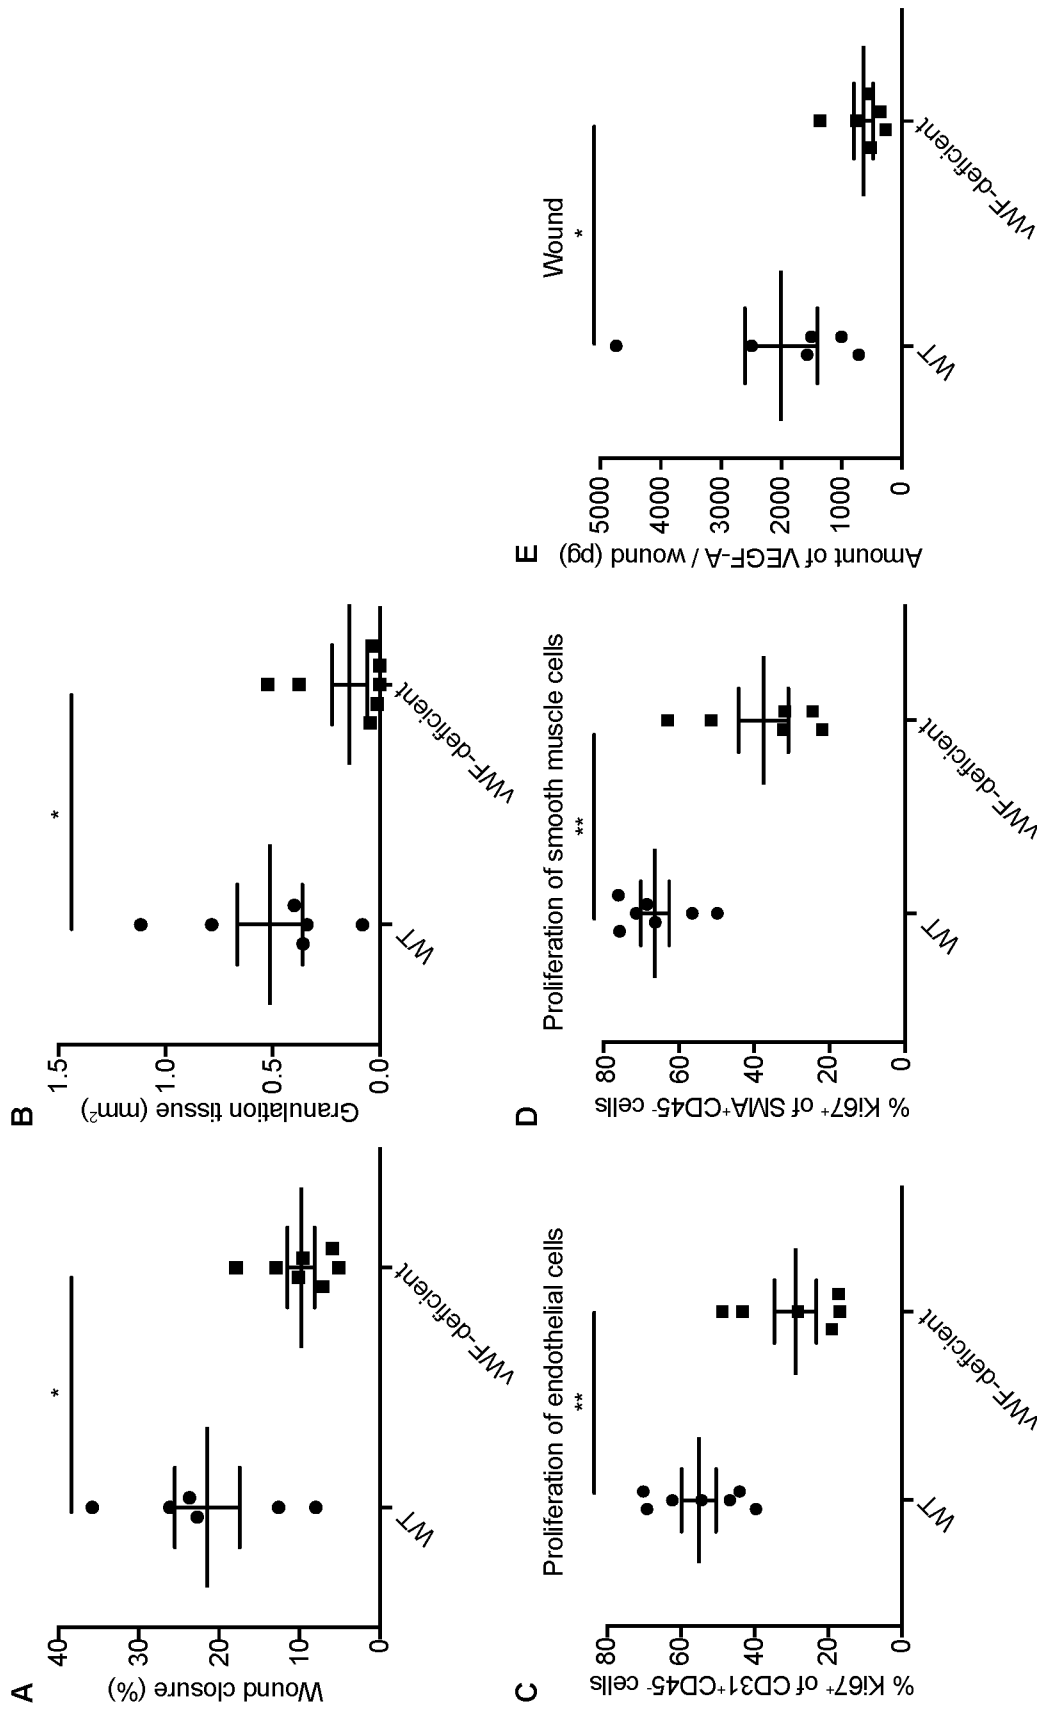 A
Wound closure (%)
40
30
20
10
0
*
WT
vWF-deficient
B
Granulation tissue (mm²)
1.5
1.0
0.5
0.0
*
WT
vWF-deficient
C
Proliferation of endothelial cells
% Ki67⁺ of CD31⁺CD45⁻ cells
80
60
40
20
0
**
WT
vWF-deficient
D
Proliferation of smooth muscle cells
% Ki67⁺ of SMA⁺CD45⁻ cells
80
60
40
20
0
**
WT
vWF-deficient
E
Wound
Amount of VEGF-A / wound (pg)
5000
4000
3000
2000
1000
0
*
WT
vWF-deficient